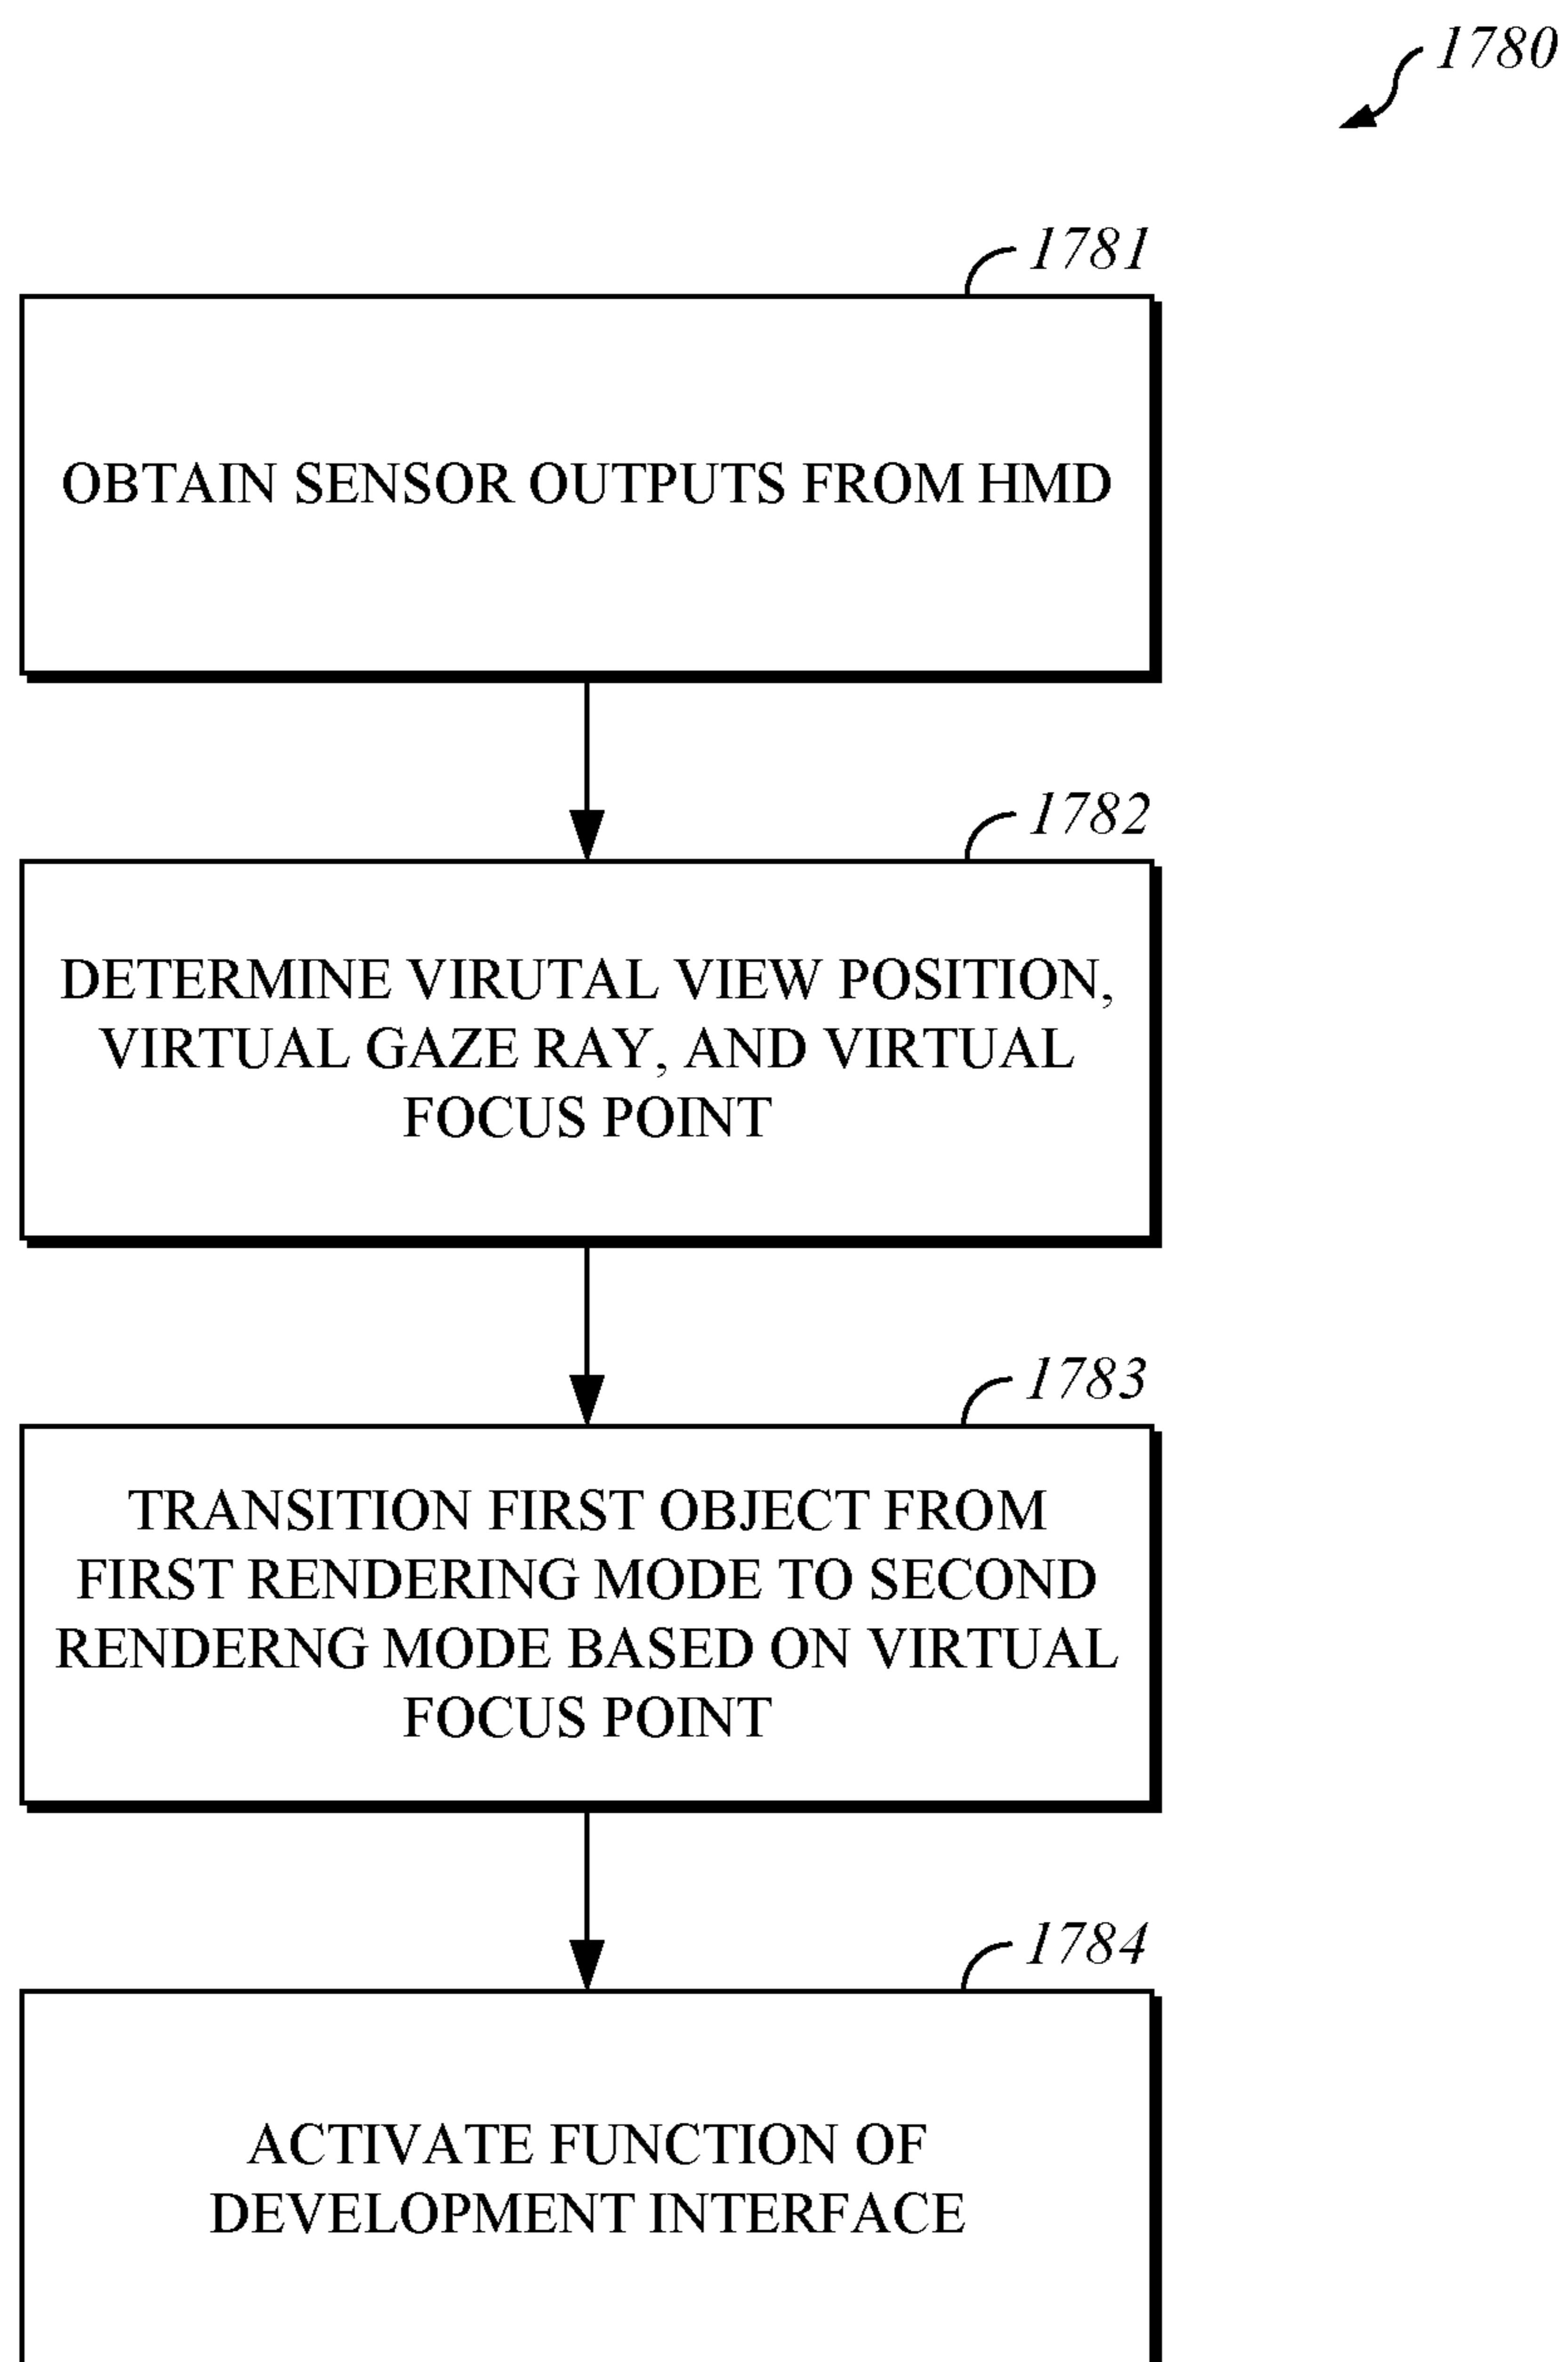 1780
1781
OBTAIN SENSOR OUTPUTS FROM HMD
1782
DETERMINE VIRUTAL VIEW POSITION,
VIRTUAL GAZE RAY, AND VIRTUAL
FOCUS POINT
1783
TRANSITION FIRST OBJECT FROM
FIRST RENDERING MODE TO SECOND
RENDERNG MODE BASED ON VIRTUAL
FOCUS POINT
1784
ACTIVATE FUNCTION OF
DEVELOPMENT INTERFACE